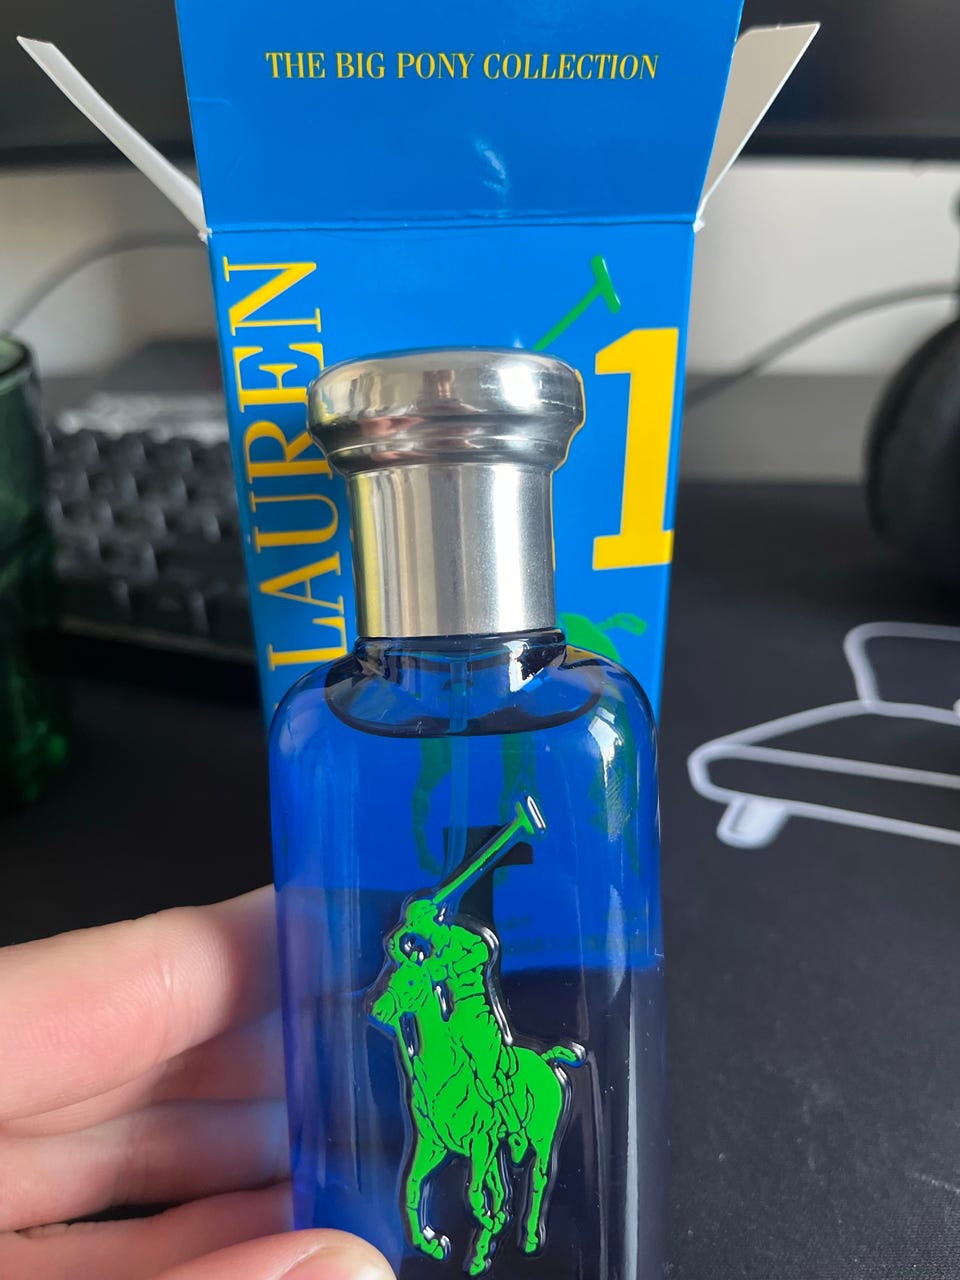 THE BIG PONY COLLECTION
LAUREN
1